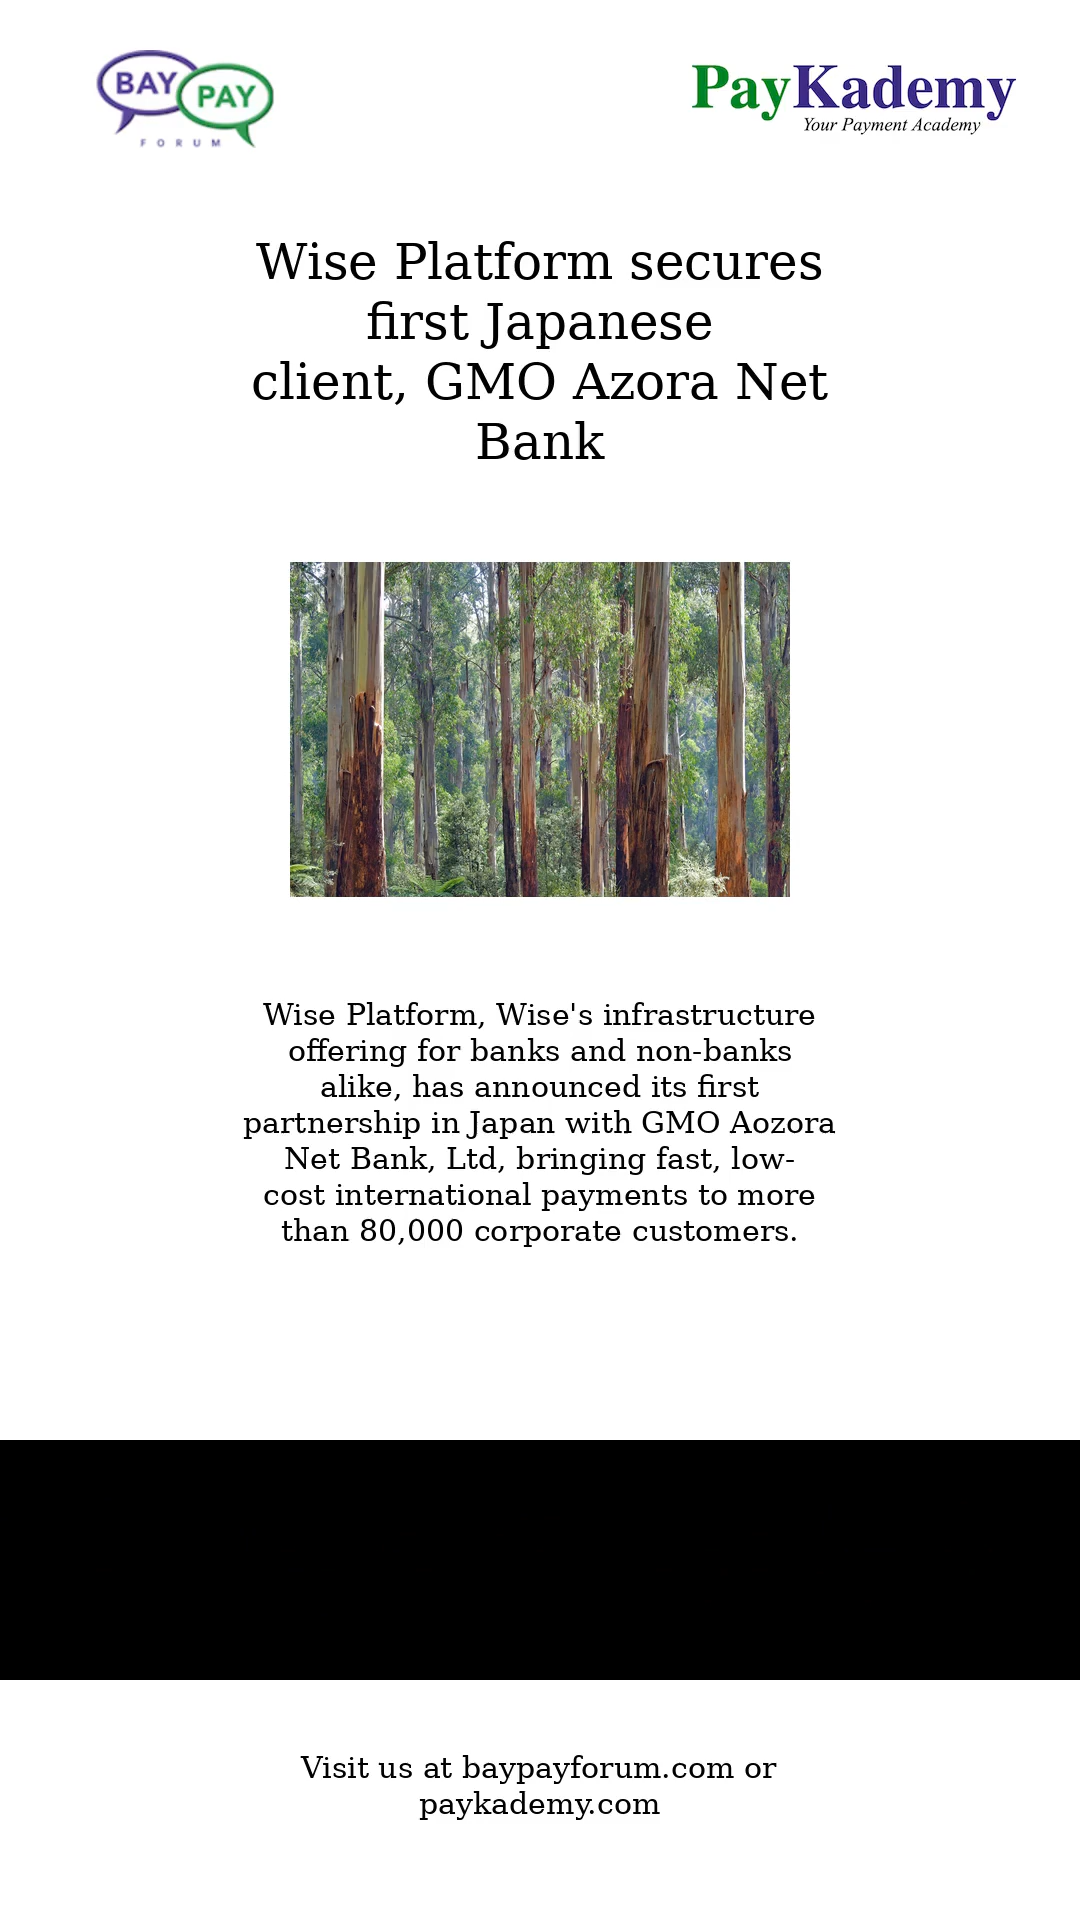 BAY PAY
FORUM
PayKademy
Your Payment Academy
Wise Platform secures
first Japanese
client, GMO Azora Net
Bank
Wise Platform, Wise's infrastructure
offering for banks and non-banks
alike, has announced its first
partnership in Japan with GMO Aozora
Net Bank, Ltd, bringing fast, low-
cost international payments to more
than 80,000 corporate customers.
Visit us at baypayforum.com or
paykademy.com